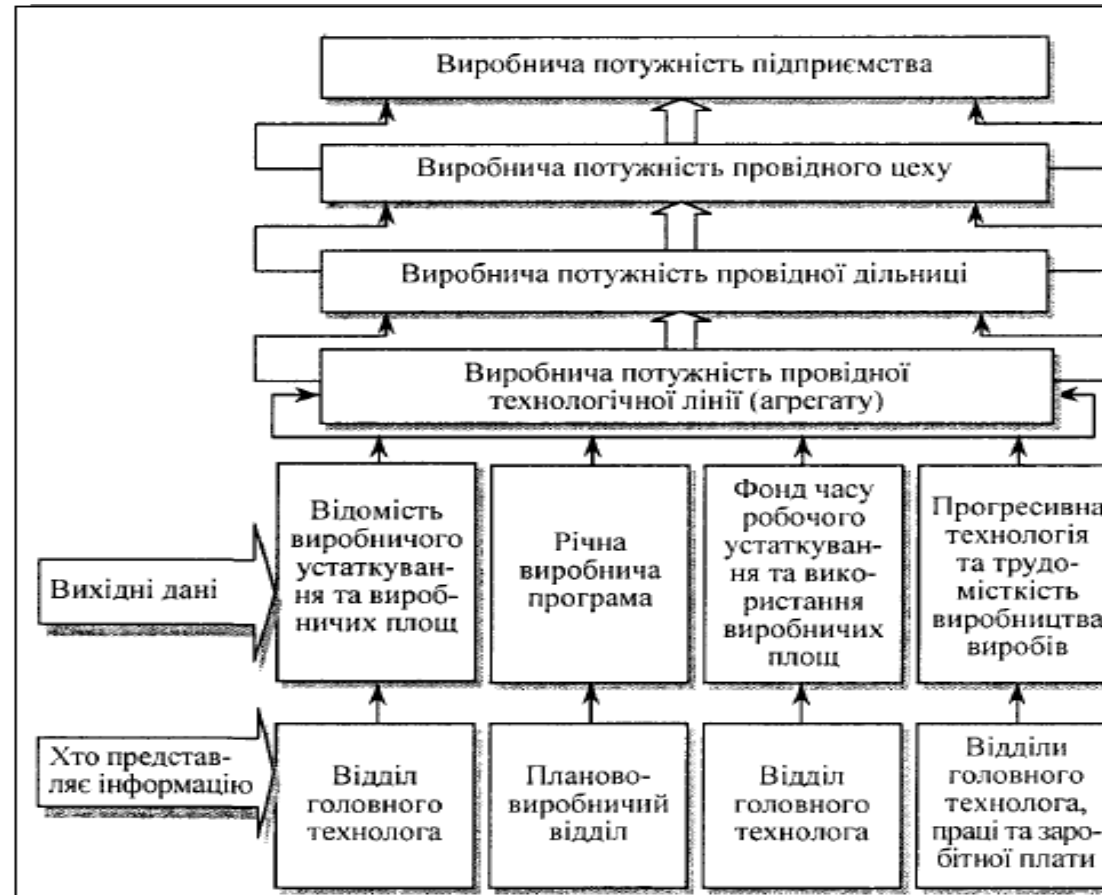 Виробнича потужність підприємства
Виробнича потужність провідного цеху
Виробнича потужність провідної дільниці
Виробнича потужність провідної
технологічної лінії (агрегату)
Вихідні дані
Відомість
виробничого
устаткуван-
ня та вироб-
ничих площ
Річна
виробнича
програма
Фонд часу
робочого
устаткуван-
ня та вико-
ристання
виробничих
площ
Прогресивна
технологія
та трудо-
місткість
виробництва
виробів
Хто представ-
ляє інформацію
Відділ
головного
технолога
Планово-
виробничий
відділ
Відділ
головного
технолога
Відділи
головного
технолога,
праці та заро-
бітної плати